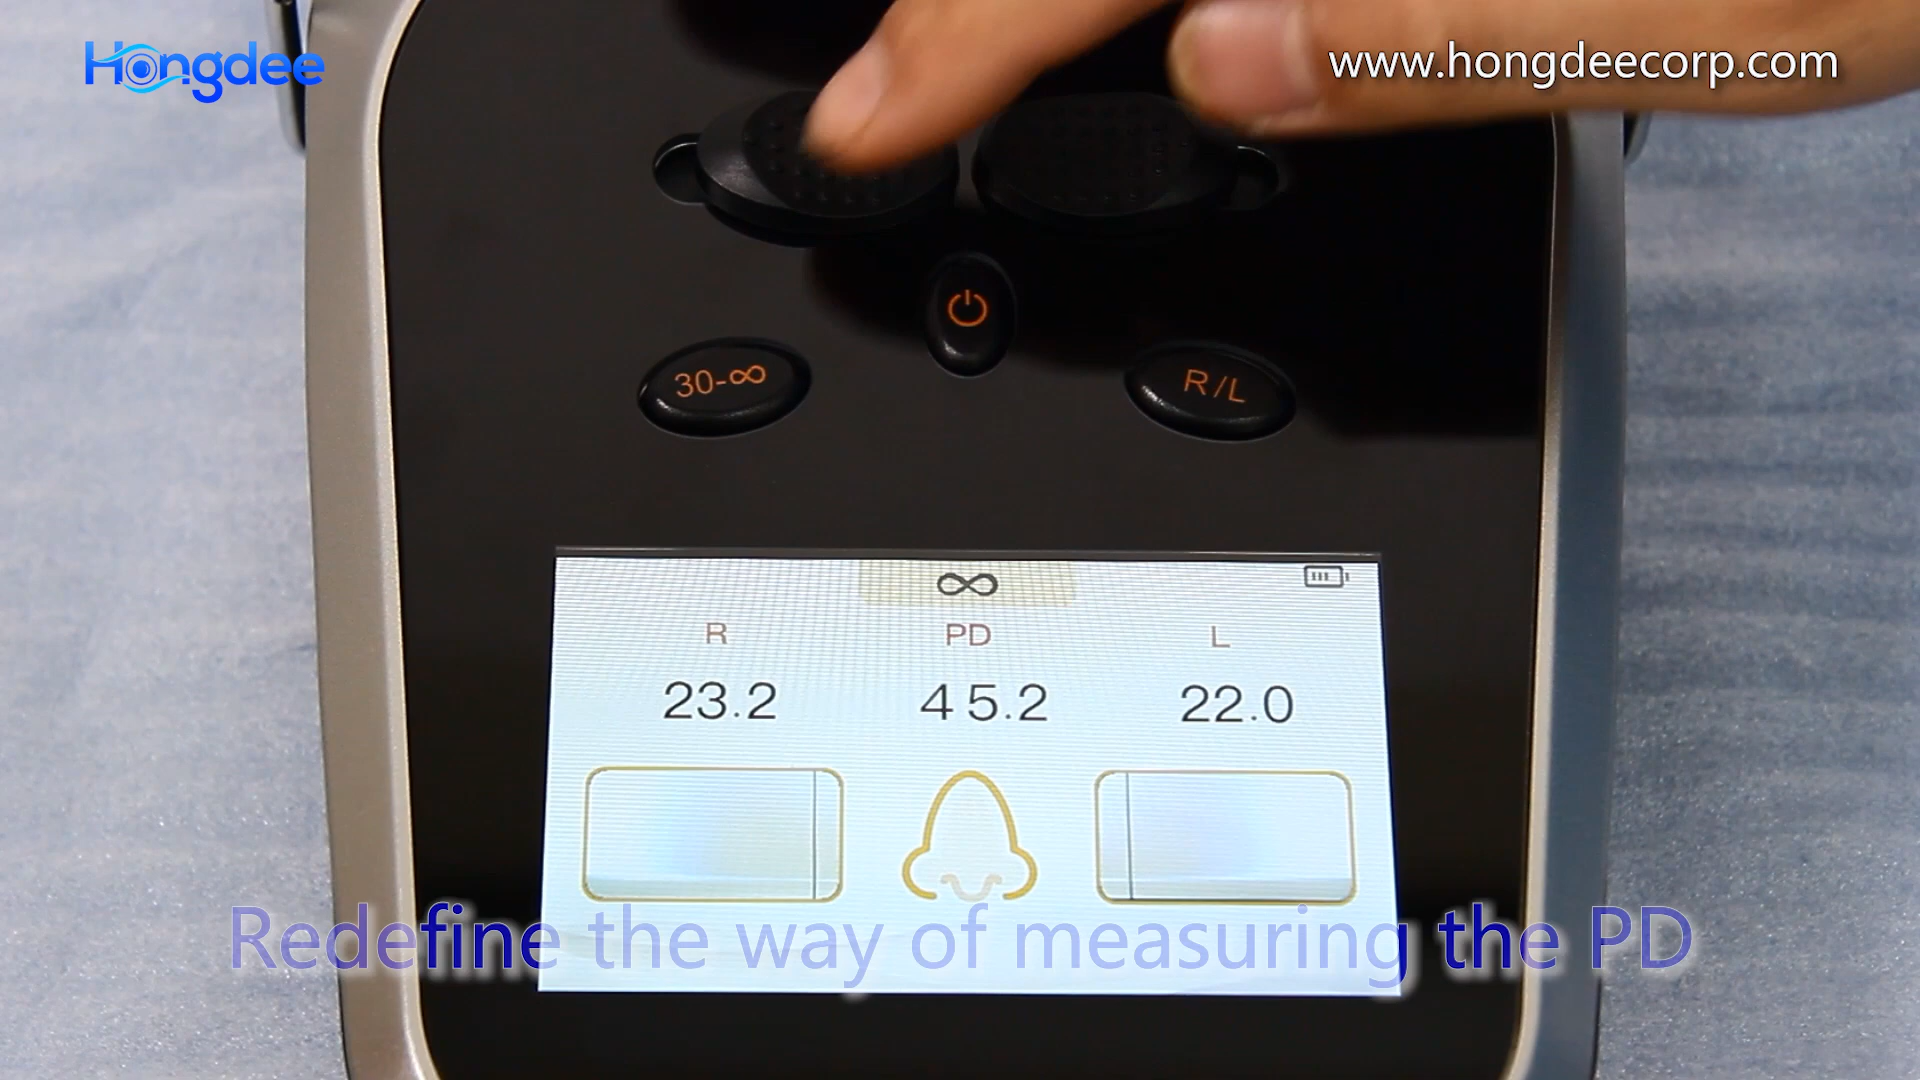 Hongdee
www.hongdeecorp.com
30-∞
R/L
∞
R PD L
23.2 45.2 22.0
Redefine the way of measuring the PD